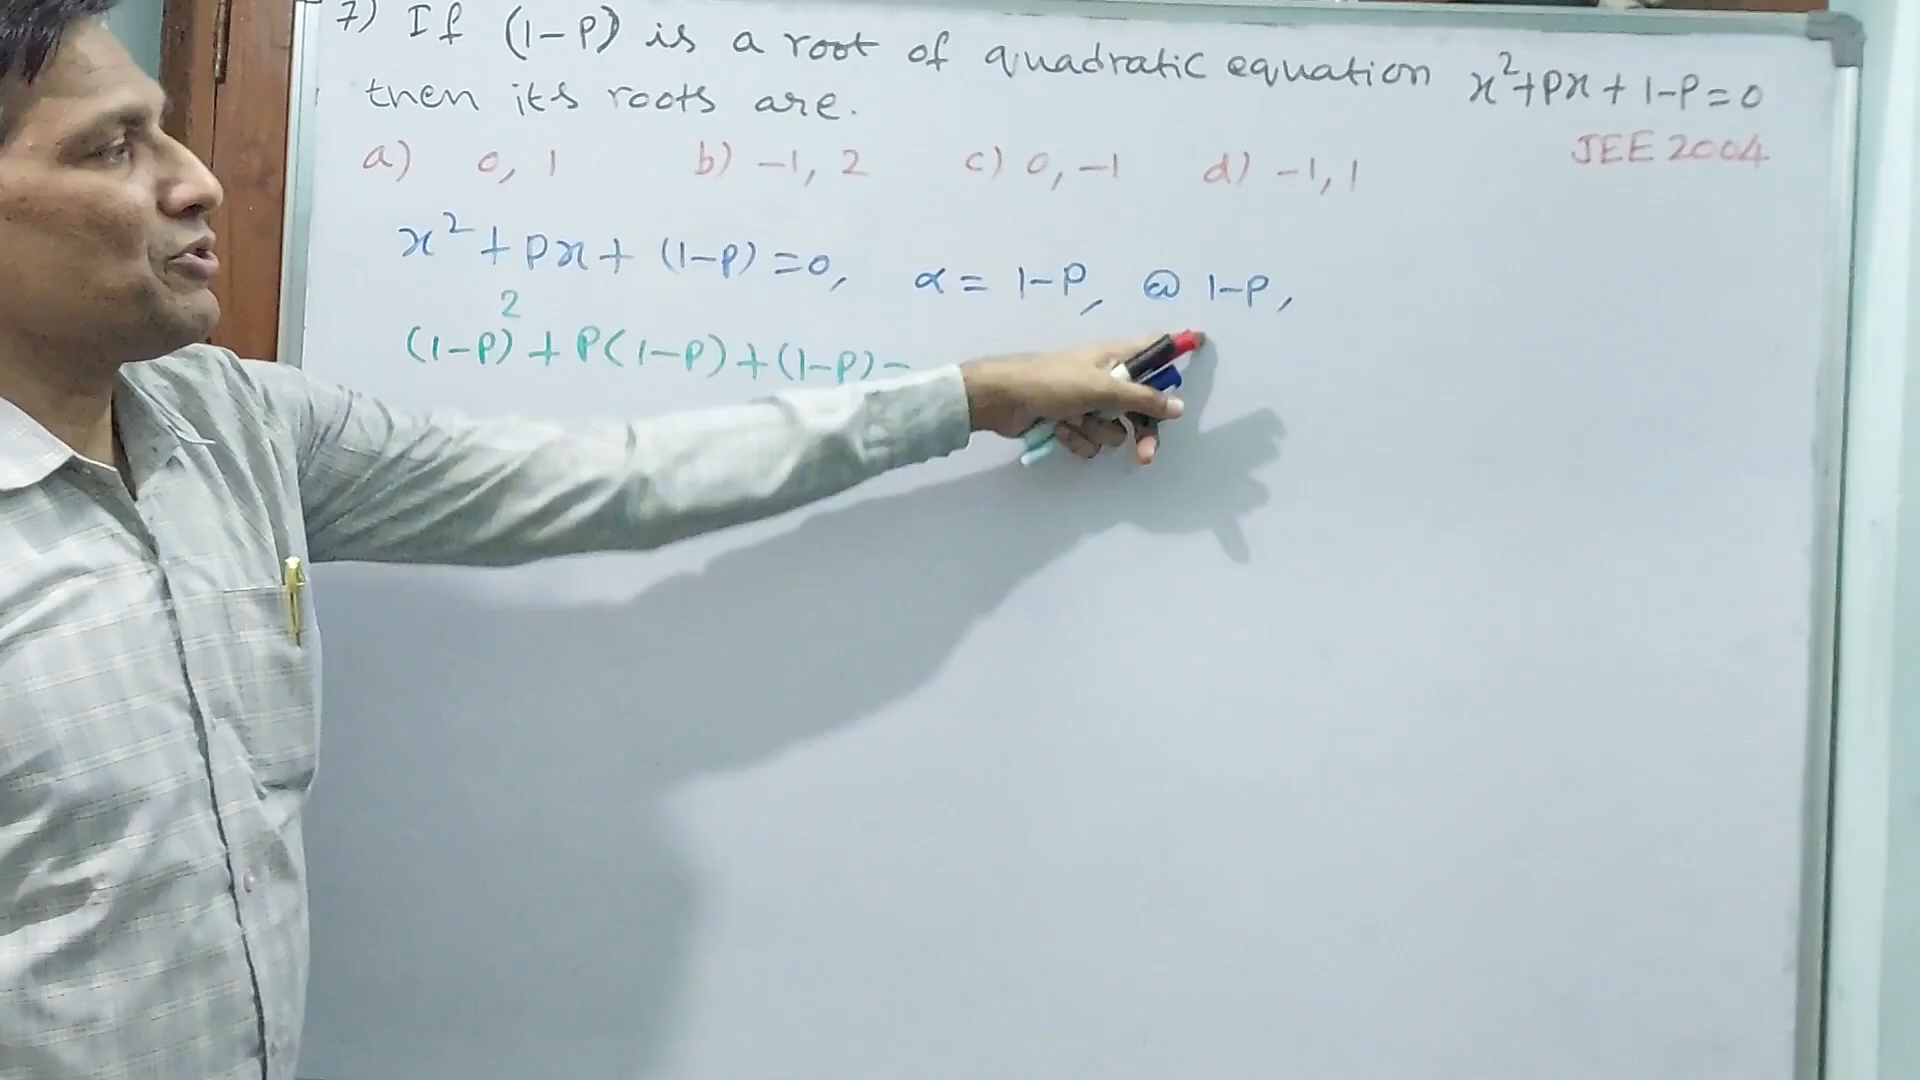 7) If (1-P) is a root of quadratic equation x²+Px+1-P=0
then its roots are.
JEE 2004
a) 0, 1 b) -1, 2 c) 0, -1 d) -1, 1
x²+Px+(1-P)=0, α = 1-P, @ 1-P,
(1-P)²+P(1-P)+(1-P)=